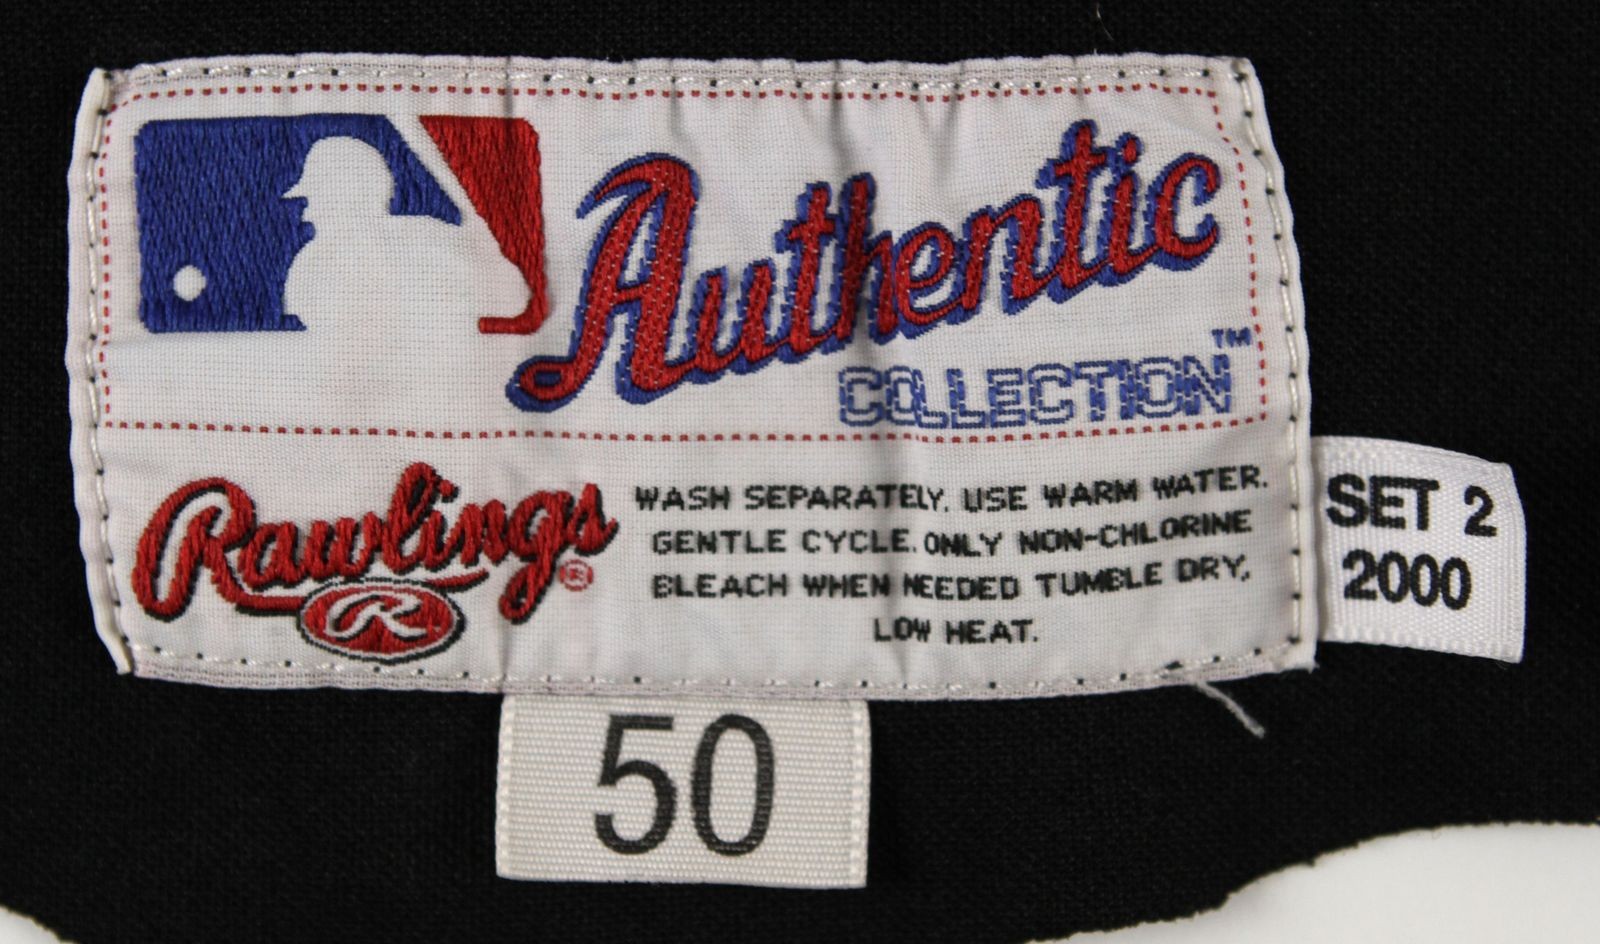 Authentic
COLLECTION™
Rawlings®
R
WASH SEPARATELY. USE WARM WATER.
GENTLE CYCLE. ONLY NON-CHLORINE
BLEACH WHEN NEEDED TUMBLE DRY,
LOW HEAT.
SET 2
2000
50